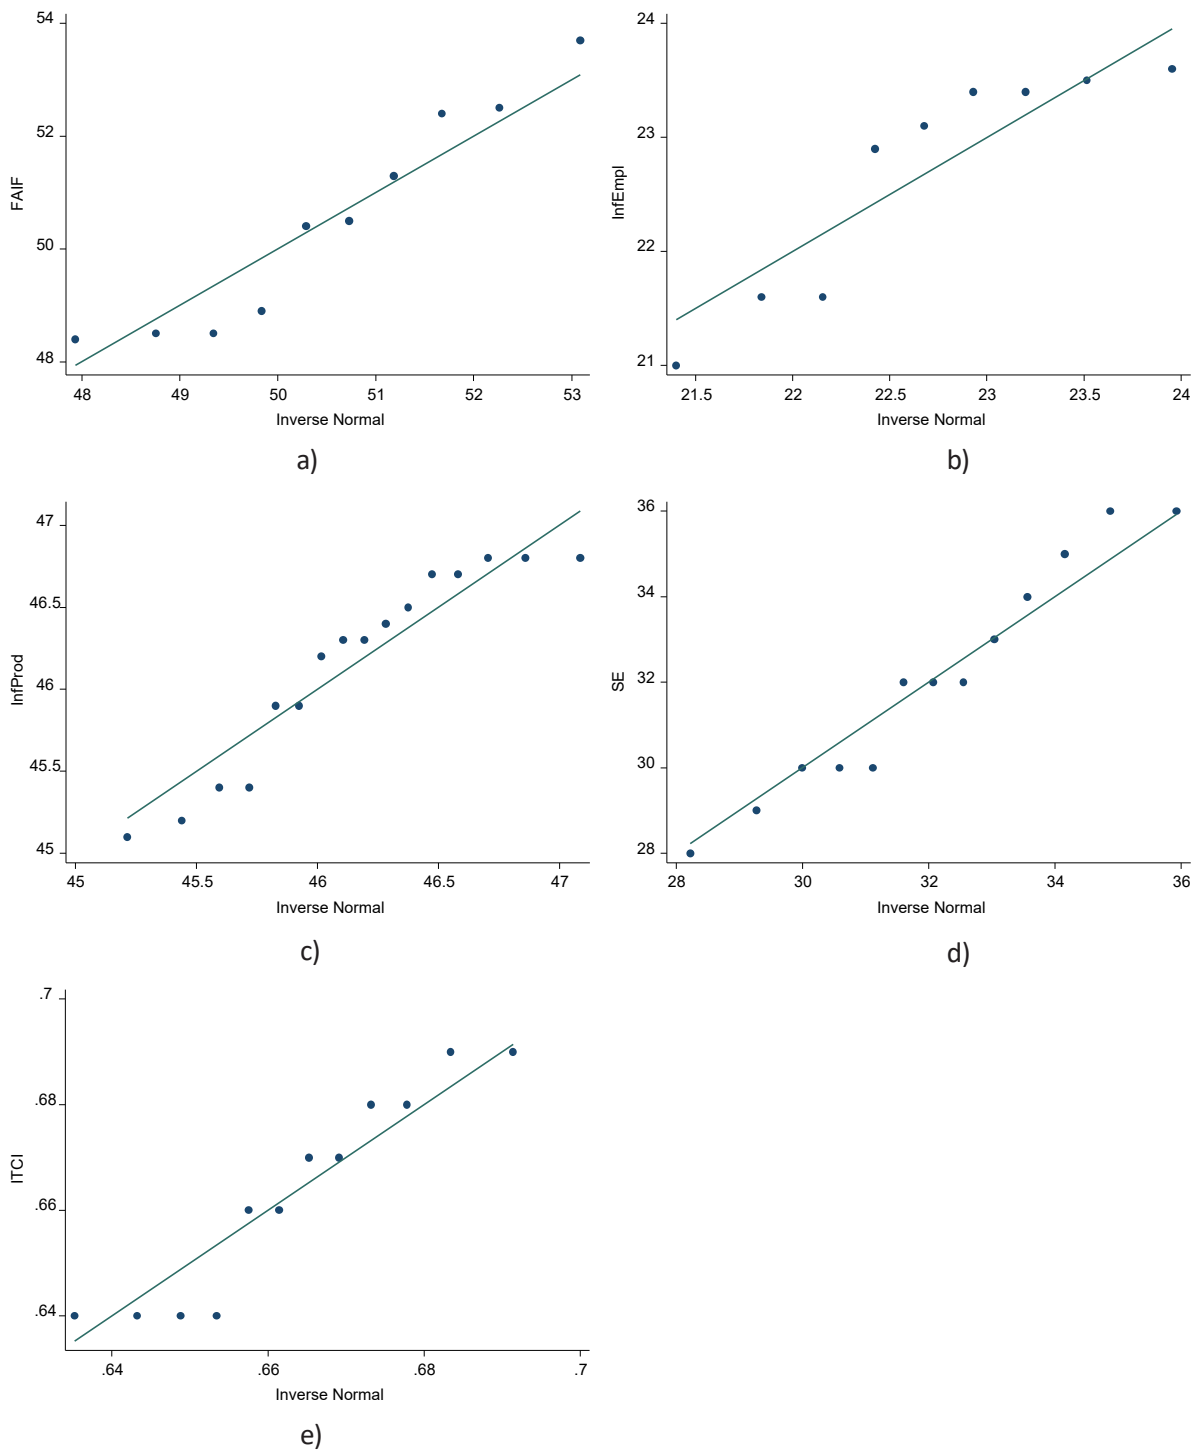 54
52
50
48
FAIF
48 49 50 51 52 53
Inverse Normal
a)
24
23
22
21
InfEmpl
21.5 22 22.5 23 23.5 24
Inverse Normal
b)
47
46.5
46
45.5
45
InfProd
45 45.5 46 46.5 47
Inverse Normal
c)
36
34
32
30
28
SE
28 30 32 34 36
Inverse Normal
d)
.7
.68
.66
.64
ITCI
.64 .66 .68 .7
Inverse Normal
e)